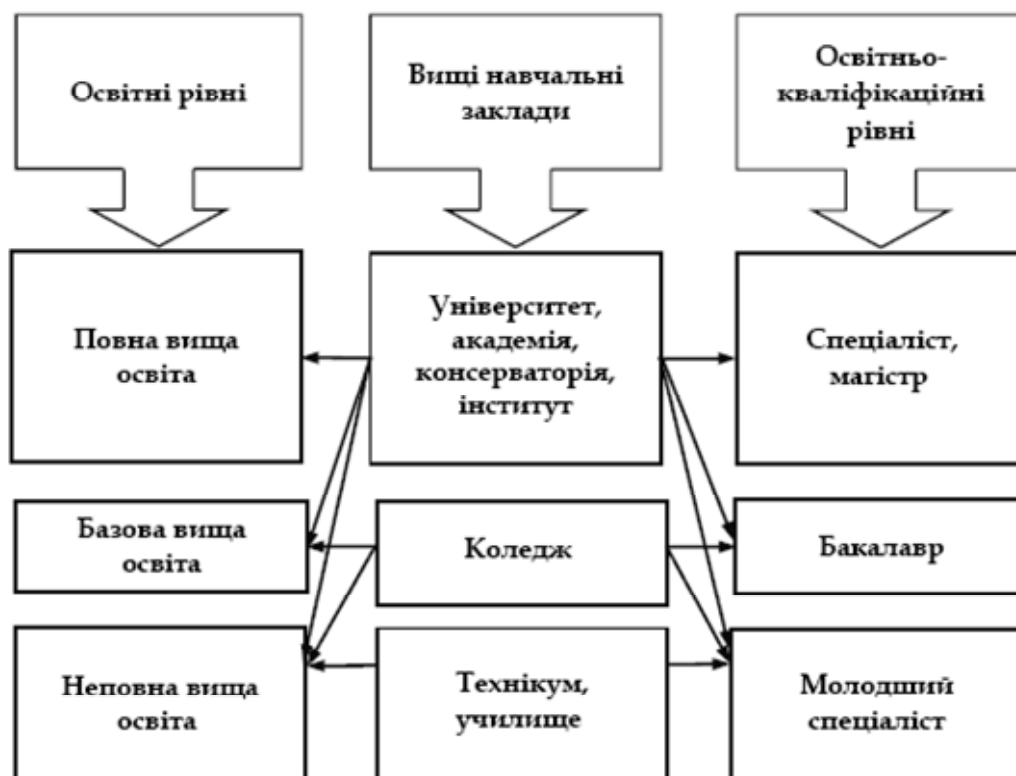 Освітні рівні
Вищі навчальні
заклади
Освітньо-
кваліфікаційні
рівні
Повна вища
освіта
Університет,
академія,
консерваторія,
інститут
Спеціаліст,
магістр
Базова вища
освіта
Коледж
Бакалавр
Неповна вища
освіта
Технікум,
училище
Молодший
спеціаліст